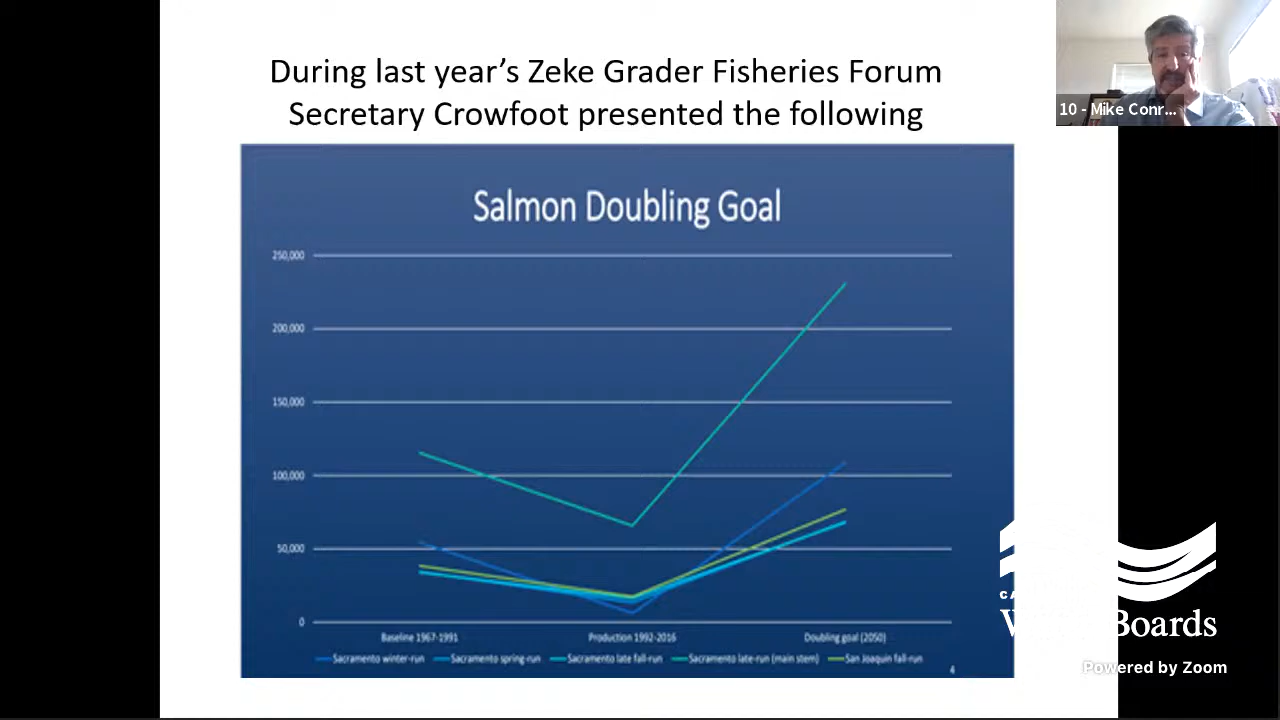 During last year's Zeke Grader Fisheries Forum
Secretary Crowfoot presented the following
10 - Mike Conr...
Salmon Doubling Goal
250,000
200,000
150,000
100,000
50,000
0
Baseline 1967-1991 Production 1992-2016 Doubling goal (2050)
Sacramento winter-run Sacramento spring-run Sacramento late fall-run Sacramento late-run (main stem) San Joaquin fall-run
4
Boards
Powered by Zoom